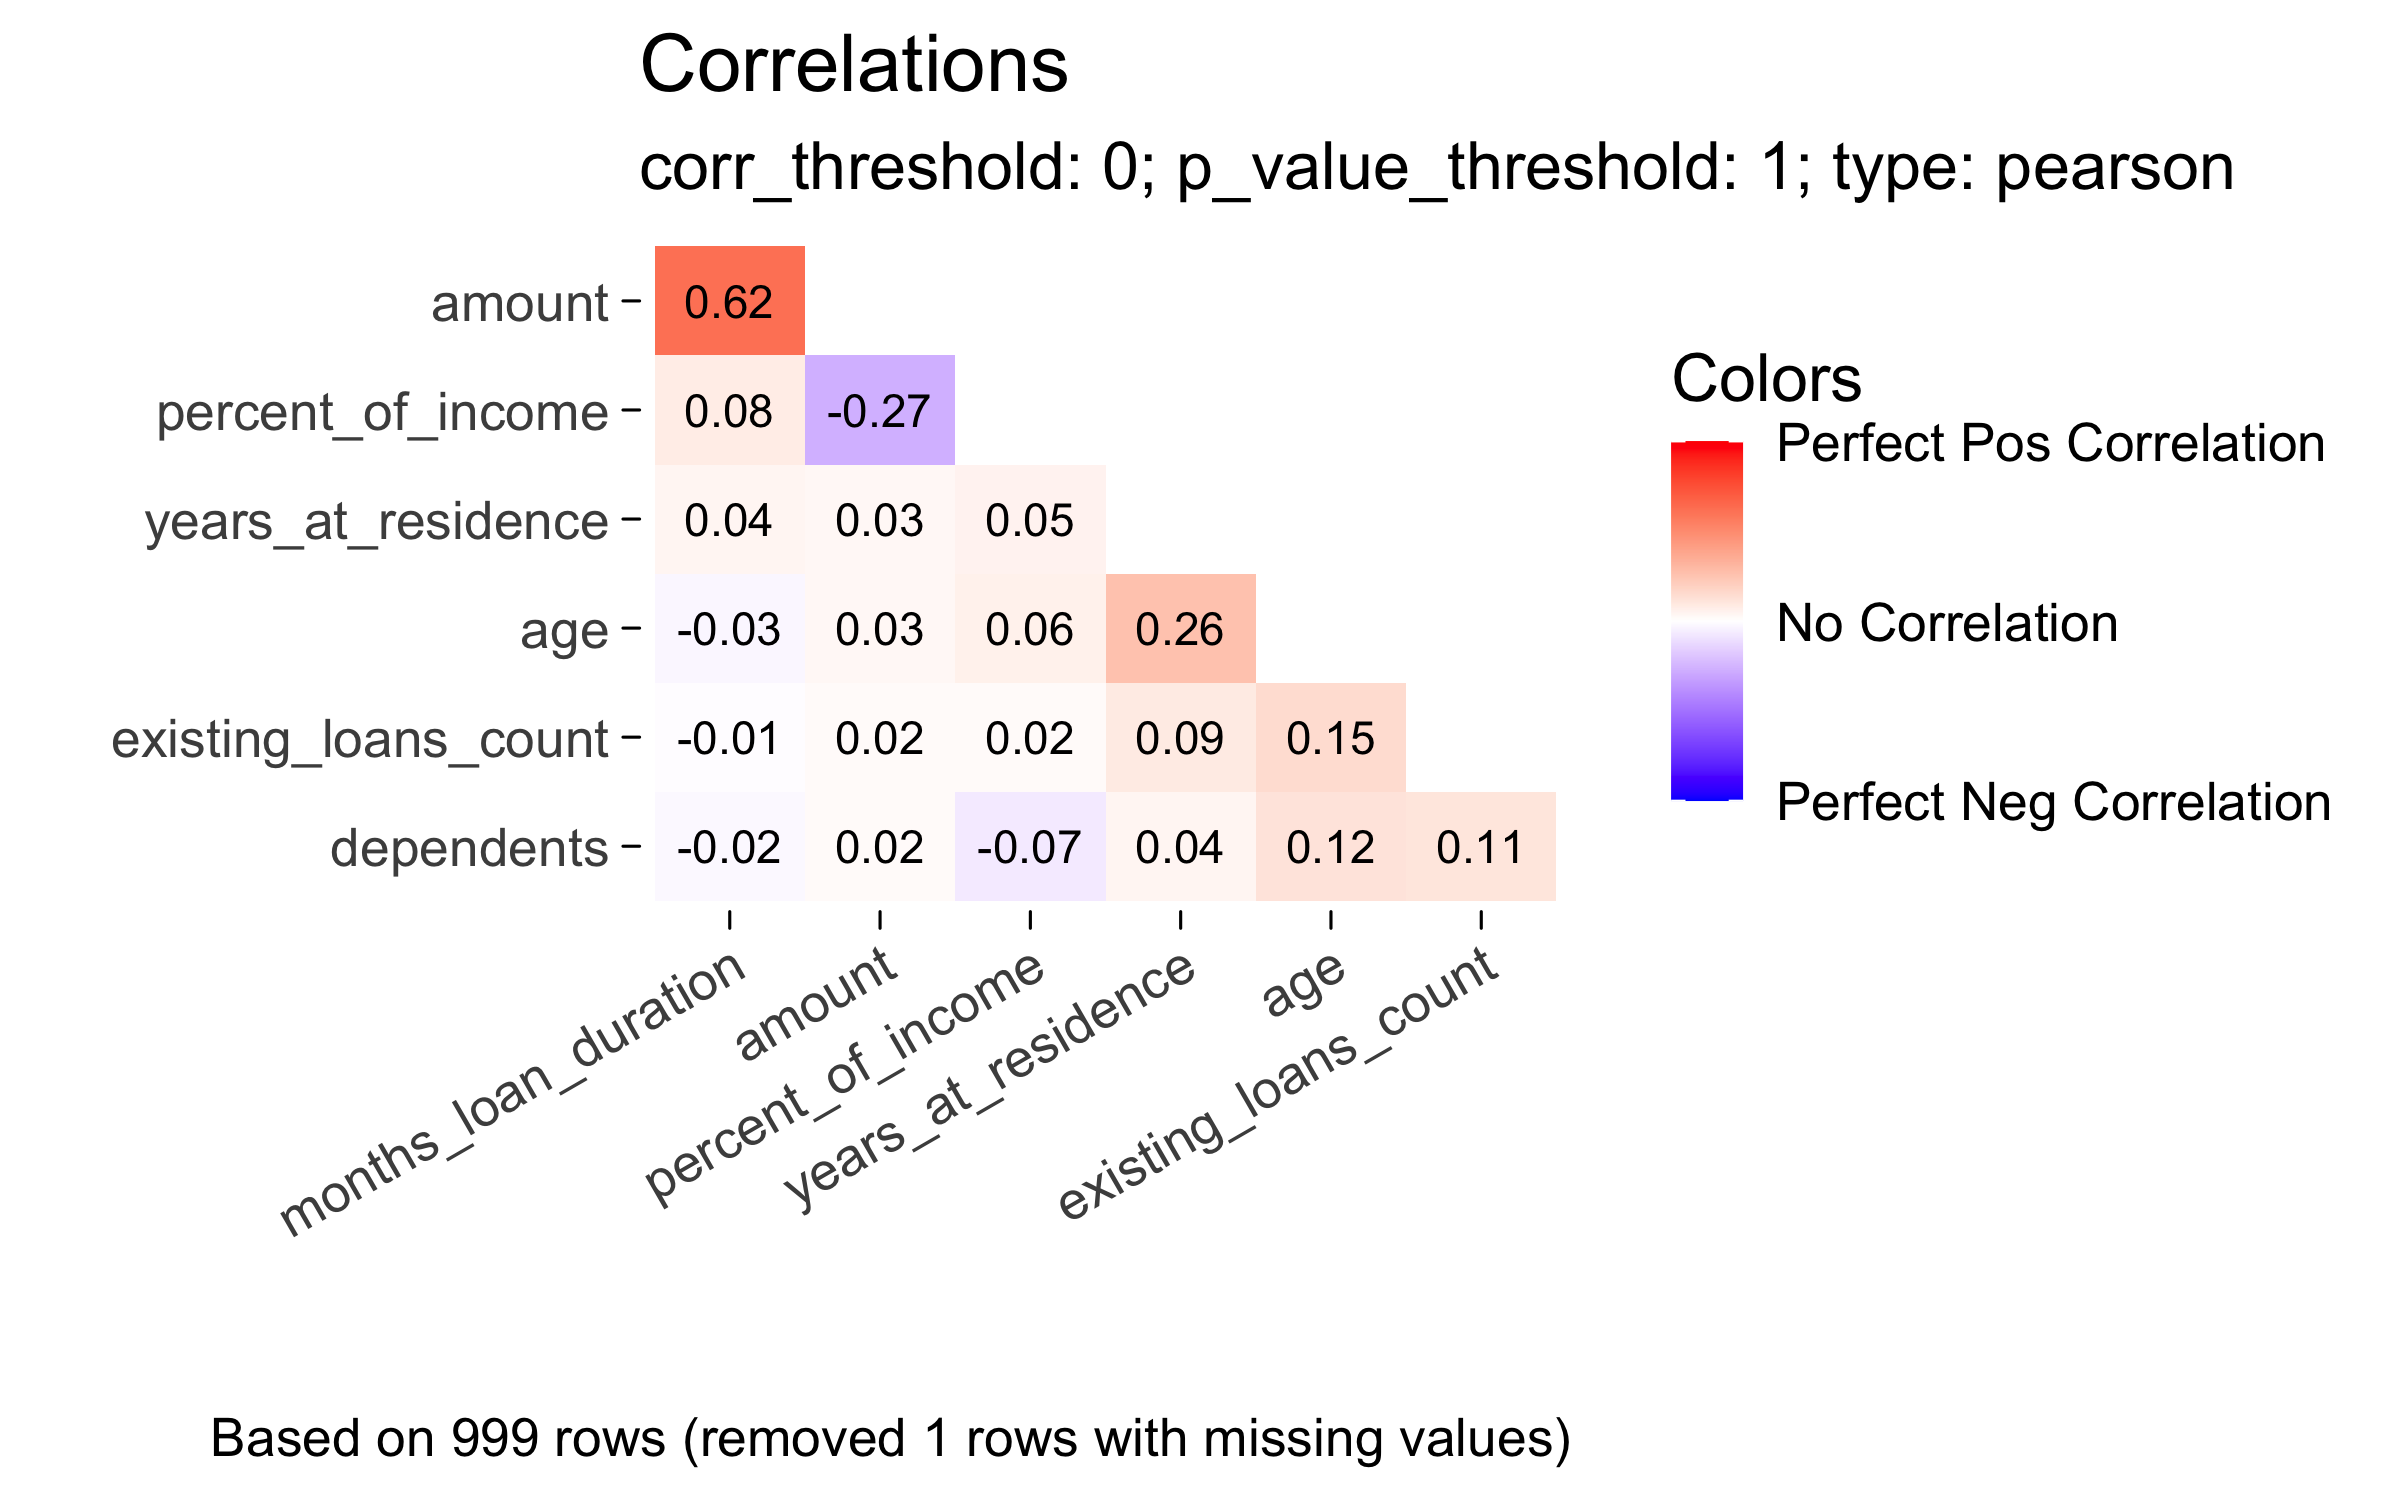 Correlations
corr_threshold: 0; p_value_threshold: 1; type: pearson
amount 0.62
percent_of_income 0.08 -0.27
years_at_residence 0.04 0.03 0.05
age -0.03 0.03 0.06 0.26
existing_loans_count -0.01 0.02 0.02 0.09 0.15
dependents -0.02 0.02 -0.07 0.04 0.12 0.11
months_loan_duration
amount
percent_of_income
years_at_residence
age
existing_loans_count
Colors
Perfect Pos Correlation
No Correlation
Perfect Neg Correlation
Based on 999 rows (removed 1 rows with missing values)